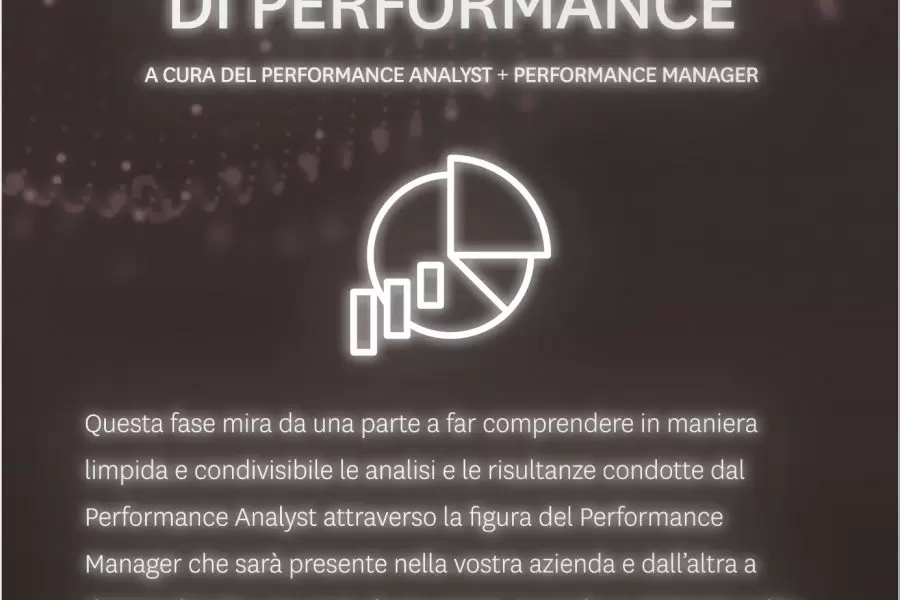 DI PERFORMANCE
A CURA DEL PERFORMANCE ANALYST + PERFORMANCE MANAGER
Questa fase mira da una parte a far comprendere in maniera
limpida e condivisibile le analisi e le risultanze condotte dal
Performance Analyst attraverso la figura del Performance
Manager che sarà presente nella vostra azienda e dall’altra a